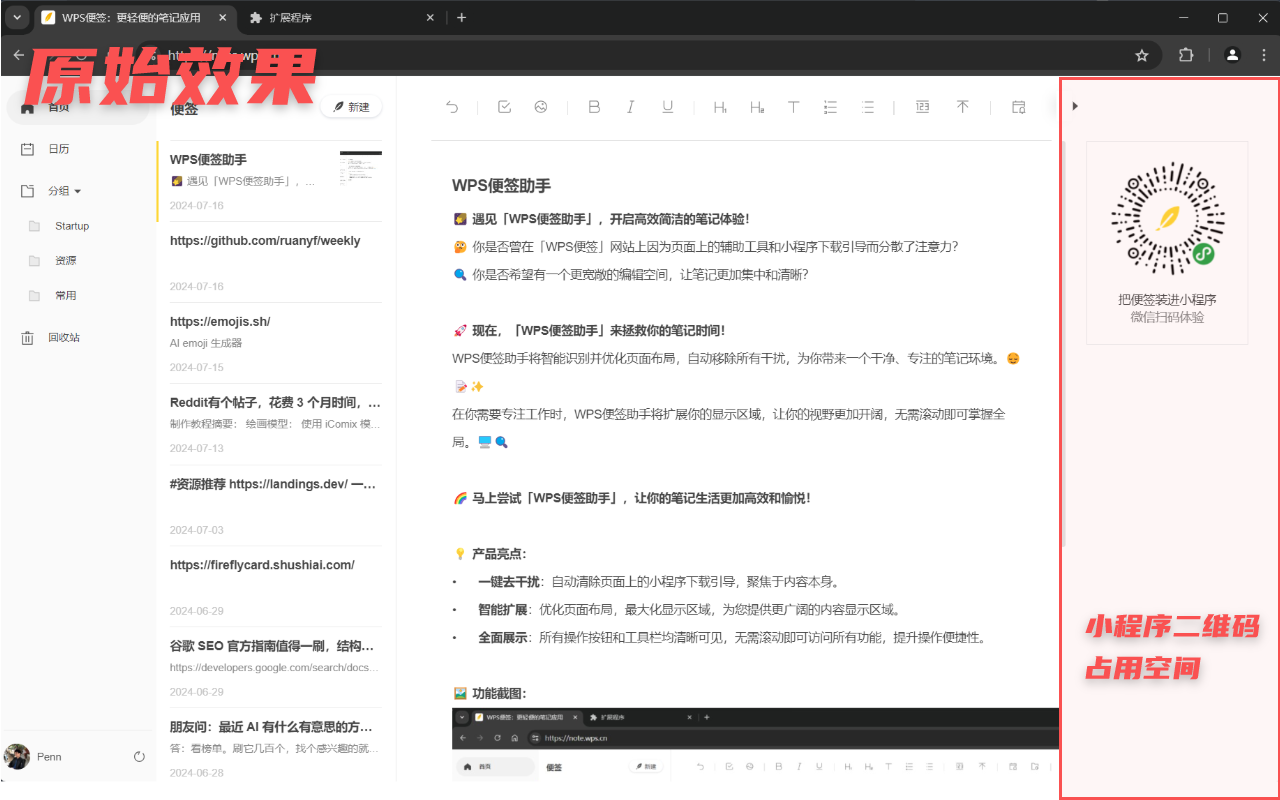 WPS便签：更轻便的笔记应用
扩展程序
原始效果
首页
日历
分组
Startup
资源
常用
回收站
Penn
便签
新建
WPS便签助手
🎇 遇见「WPS便签助手」，...
2024-07-16
https://github.com/ruanyf/weekly
2024-07-16
https://emojis.sh/
AI emoji 生成器
2024-07-15
Reddit有个帖子，花费 3 个月时间，...
制作教程摘要： 绘画模型： 使用 iComix 模...
2024-07-13
#资源推荐 https://landings.dev/ 一...
2024-07-03
https://fireflycard.shushiai.com/
2024-06-29
谷歌 SEO 官方指南值得一刷，结构...
https://developers.google.com/search/docs...
2024-06-29
朋友问：最近 AI 有什么有意思的方...
答：看榜单。刷它几百个，找个感兴趣的就...
2024-06-28
WPS便签助手
🎇 遇见「WPS便签助手」，开启高效简洁的笔记体验！
🤔 你是否曾在「WPS便签」网站上因为页面上的辅助工具和小程序下载引导而分散了注意力？
🔍 你是否希望有一个更宽敞的编辑空间，让笔记更加集中和清晰？
🚀 现在，「WPS便签助手」来拯救你的笔记时间！
WPS便签助手将智能识别并优化页面布局，自动移除所有干扰，为你带来一个干净、专注的笔记环境。😌
📝✨
在你需要专注工作时，WPS便签助手将扩展你的显示区域，让你的视野更加开阔，无需滚动即可掌握全
局。🖥️🔍
🌈 马上尝试「WPS便签助手」，让你的笔记生活更加高效和愉悦！
💡 产品亮点：
• 一键去干扰：自动清除页面上的小程序下载引导，聚焦于内容本身。
• 智能扩展：优化页面布局，最大化显示区域，为您提供更广阔的内容显示区域。
• 全面展示：所有操作按钮和工具栏均清晰可见，无需滚动即可访问所有功能，提升操作便捷性。
🖼️ 功能截图：
WPS便签：更轻便的笔记应用
扩展程序
https://note.wps.cn
首页
便签
新建
把便签装进小程序
微信扫码体验
小程序二维码
占用空间